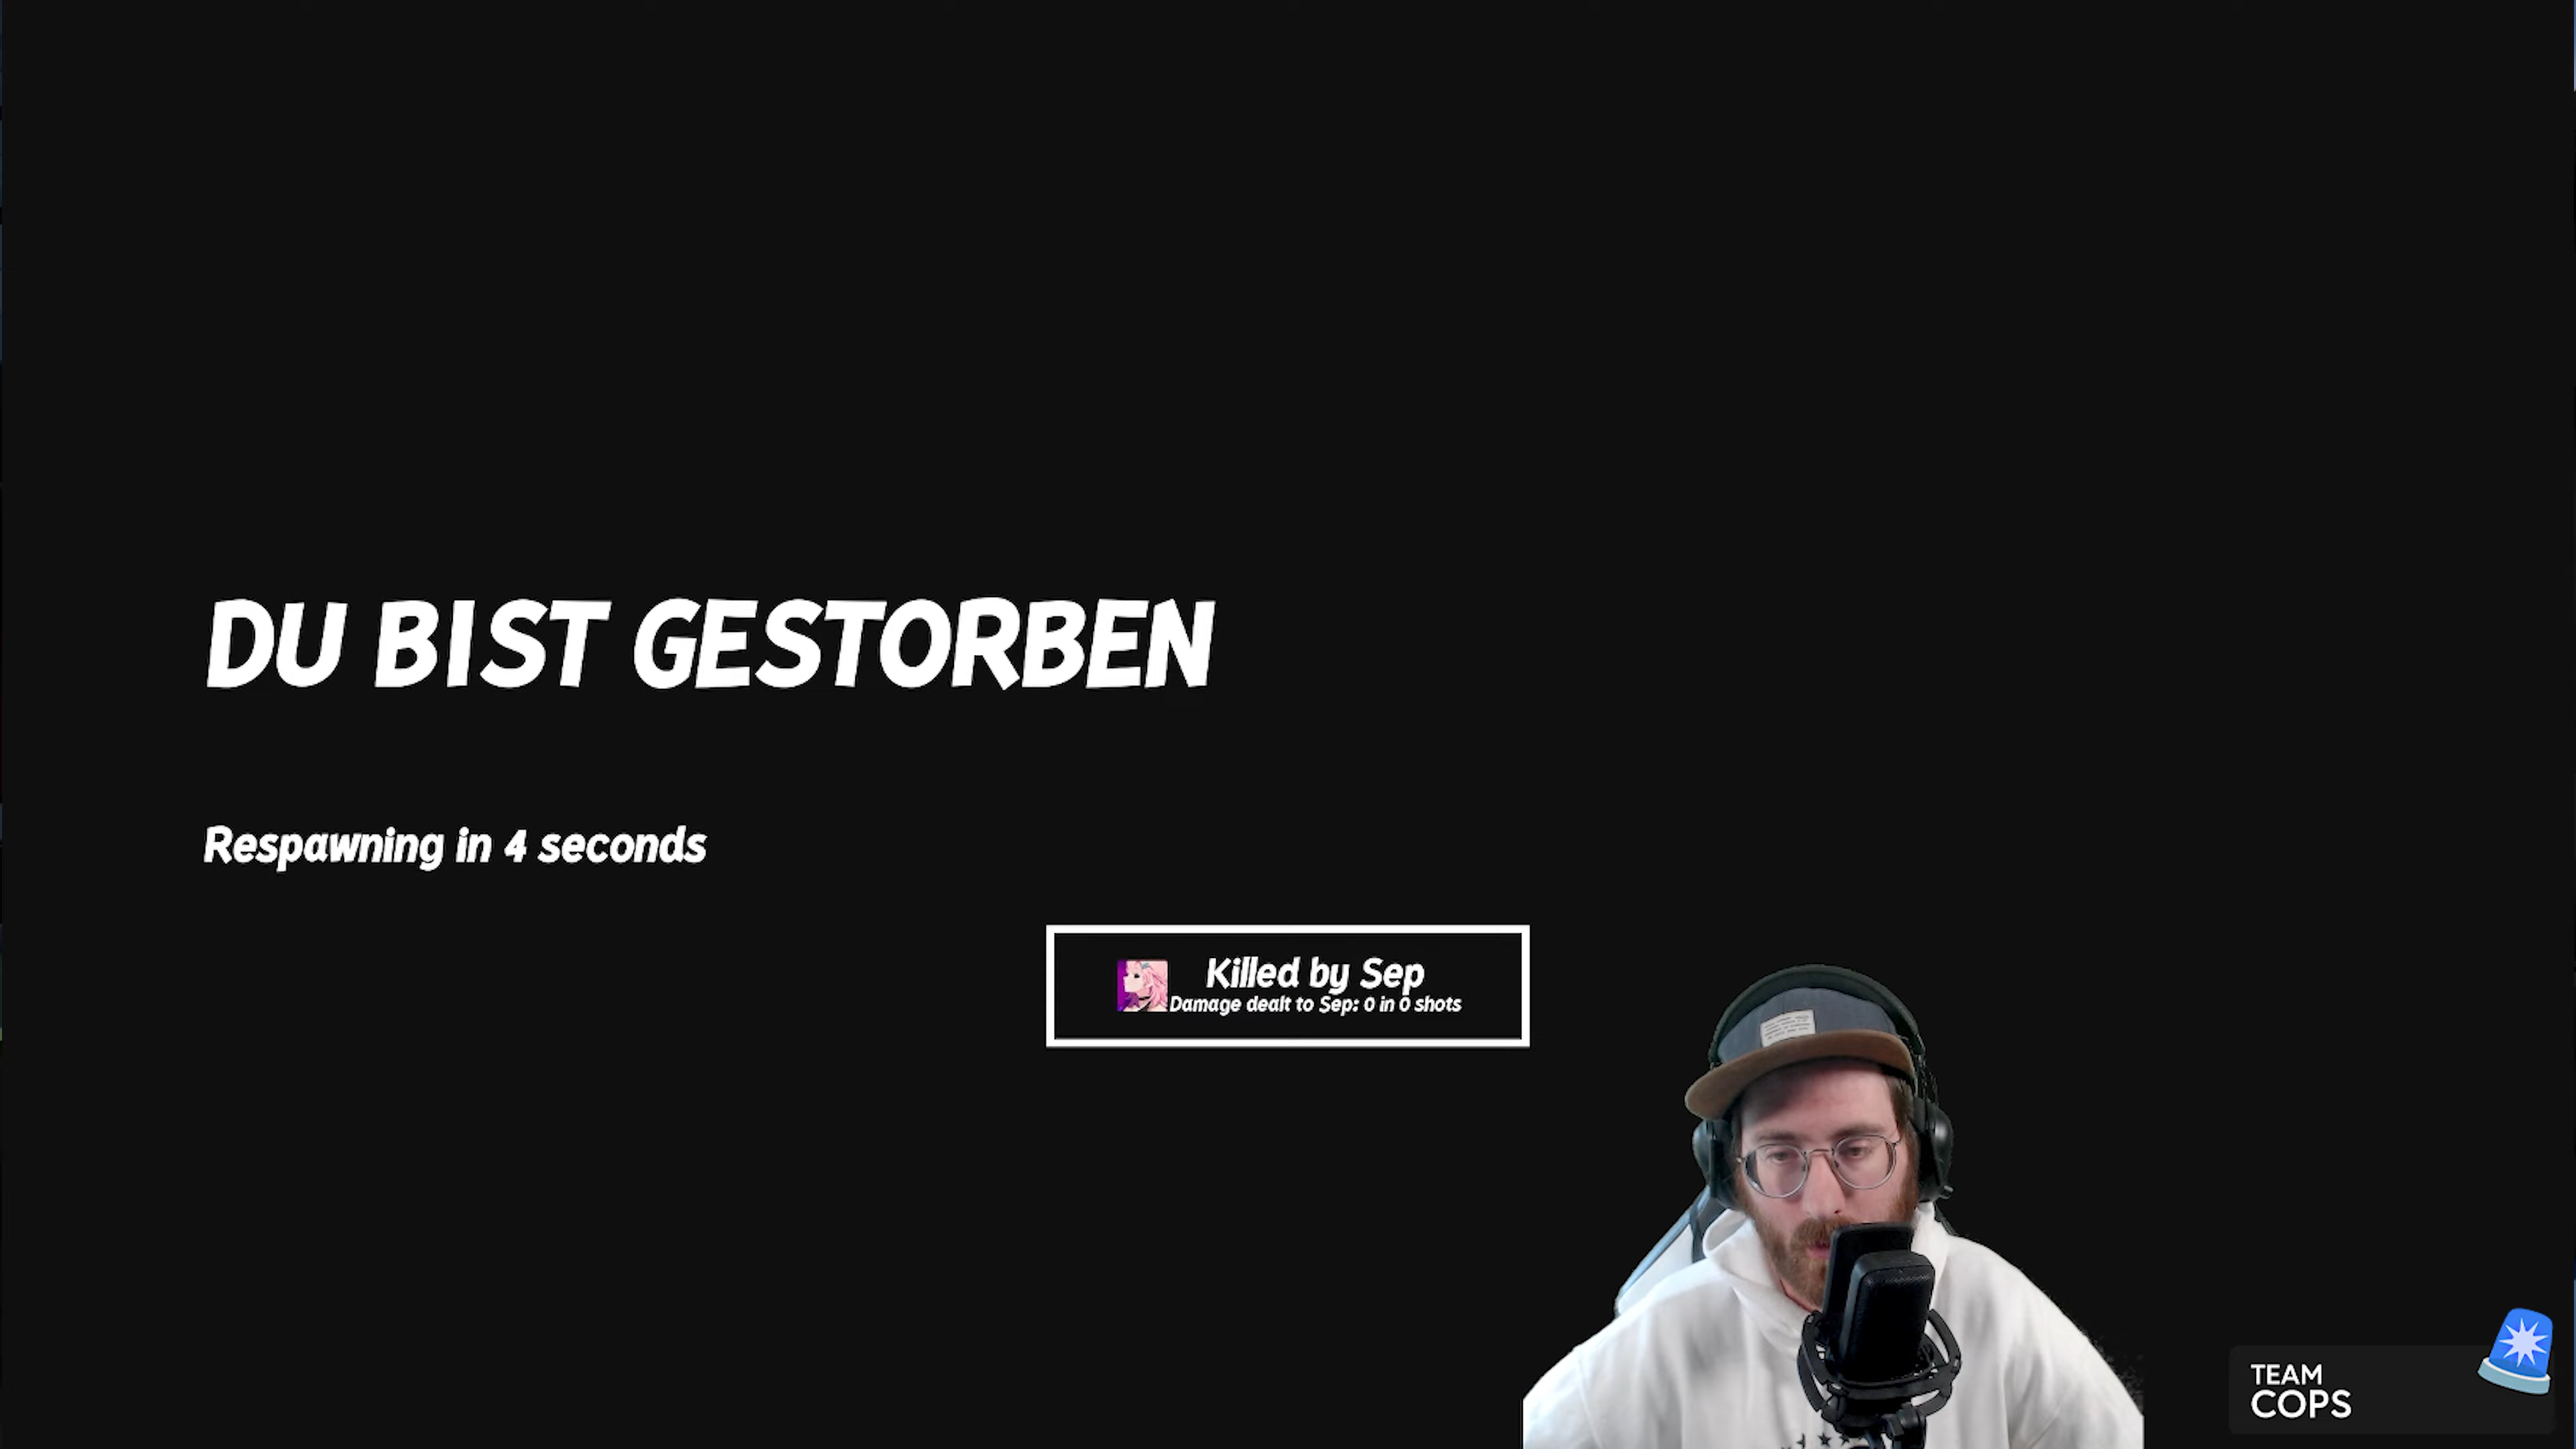 DU BIST GESTORBEN
Respawning in 4 seconds
Killed by Sep
Damage dealt to Sep: 0 in 0 shots
TEAM
COPS